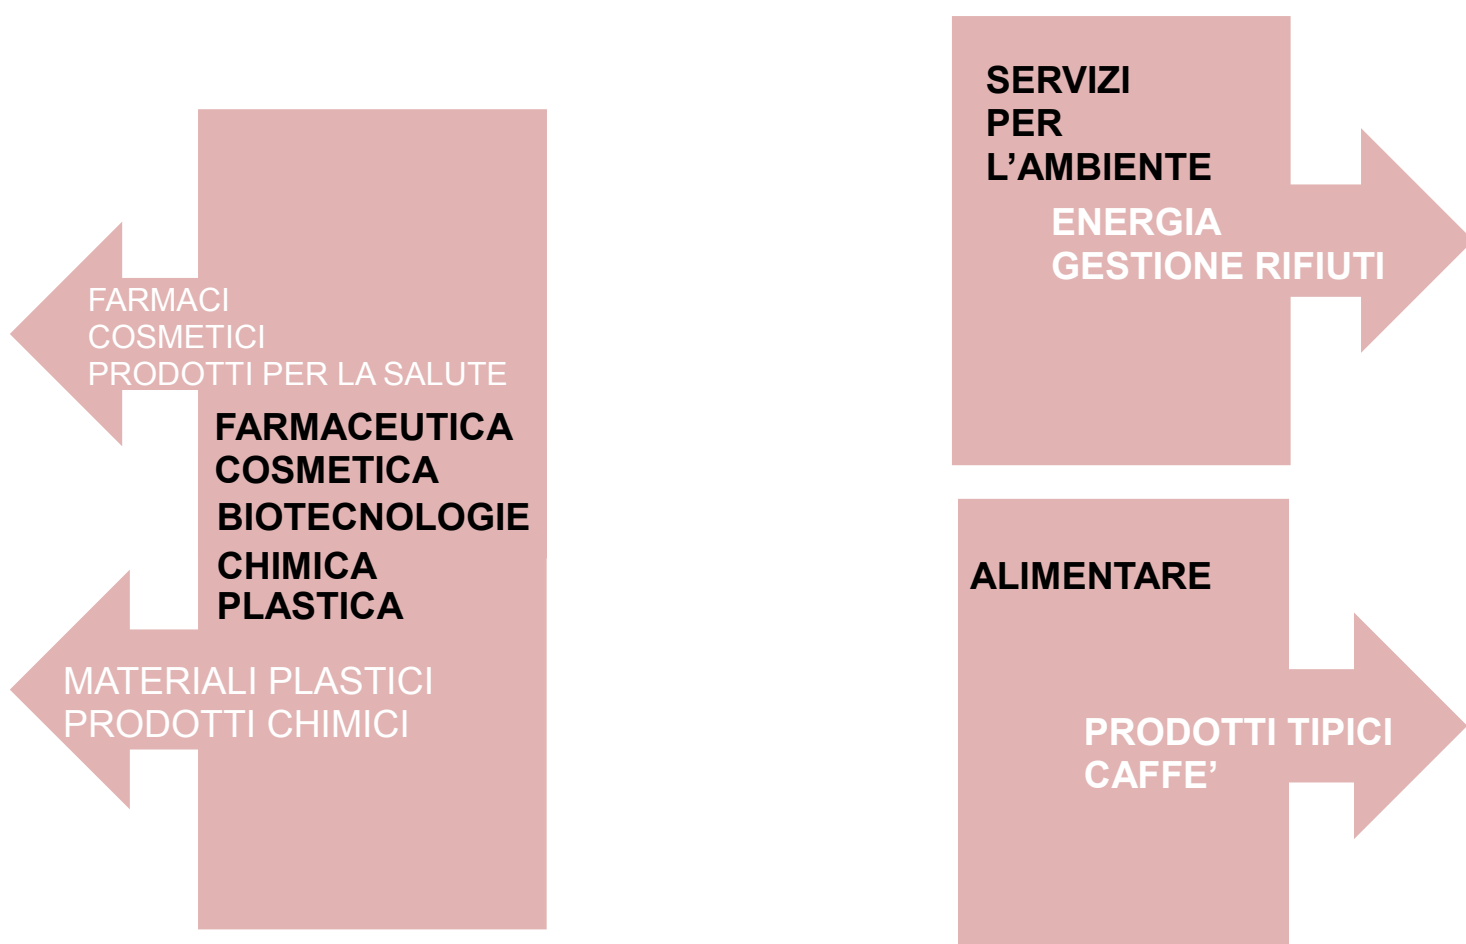 FARMACI
COSMETICI
PRODOTTI PER LA SALUTE
FARMACEUTICA
COSMETICA
BIOTECNOLOGIE
CHIMICA
PLASTICA
MATERIALI PLASTICI
PRODOTTI CHIMICI
SERVIZI
PER
L’AMBIENTE
ENERGIA
GESTIONE RIFIUTI
ALIMENTARE
PRODOTTI TIPICI
CAFFE’